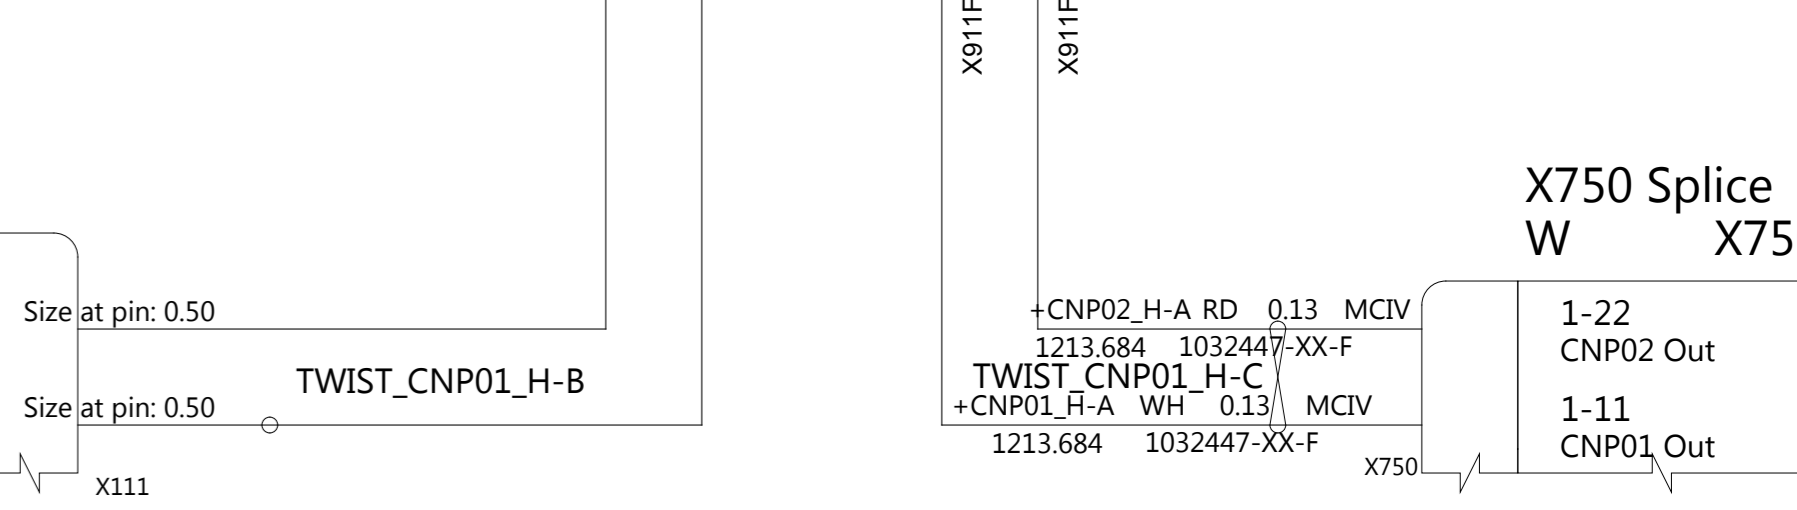 X911F
X911F
X750 Splice
W X75
Size at pin: 0.50
+CNP02_H-A RD 0.13 MCIV
1-22
1213.684 1032447-XX-F
CNP02 Out
TWIST_CNP01_H-B
TWIST_CNP01_H-C
Size at pin: 0.50
+CNP01_H-A WH 0.13 MCIV
1-11
1213.684 1032447-XX-F
CNP01 Out
X750
X111